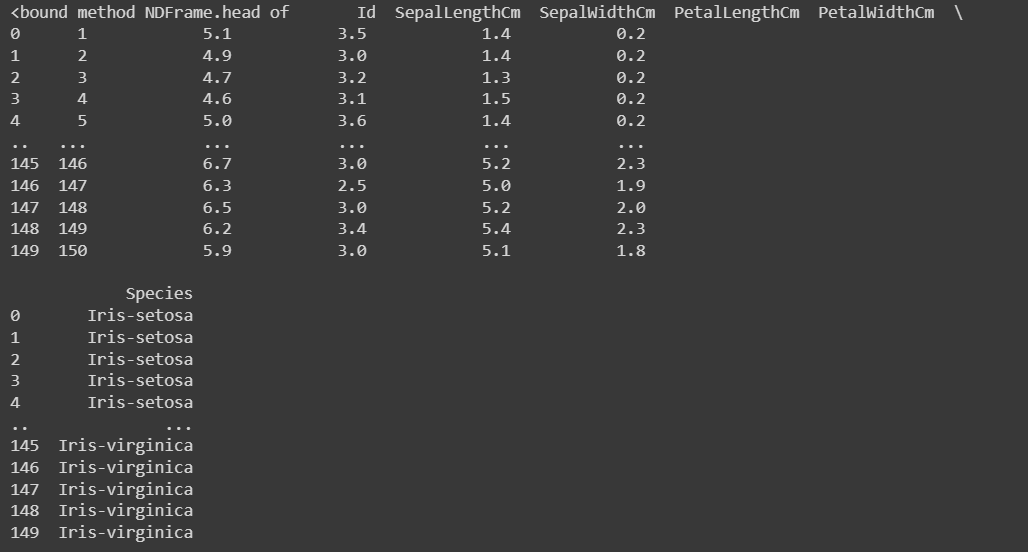 <bound method NDFrame.head of       Id  SepalLengthCm  SepalWidthCm  PetalLengthCm  PetalWidthCm  \
0      1            5.1           3.5            1.4           0.2
1      2            4.9           3.0            1.4           0.2
2      3            4.7           3.2            1.3           0.2
3      4            4.6           3.1            1.5           0.2
4      5            5.0           3.6            1.4           0.2
..   ...            ...           ...            ...           ...
145  146            6.7           3.0            5.2           2.3
146  147            6.3           2.5            5.0           1.9
147  148            6.5           3.0            5.2           2.0
148  149            6.2           3.4            5.4           2.3
149  150            5.9           3.0            5.1           1.8
            Species
0       Iris-setosa
1       Iris-setosa
2       Iris-setosa
3       Iris-setosa
4       Iris-setosa
..              ...
145  Iris-virginica
146  Iris-virginica
147  Iris-virginica
148  Iris-virginica
149  Iris-virginica